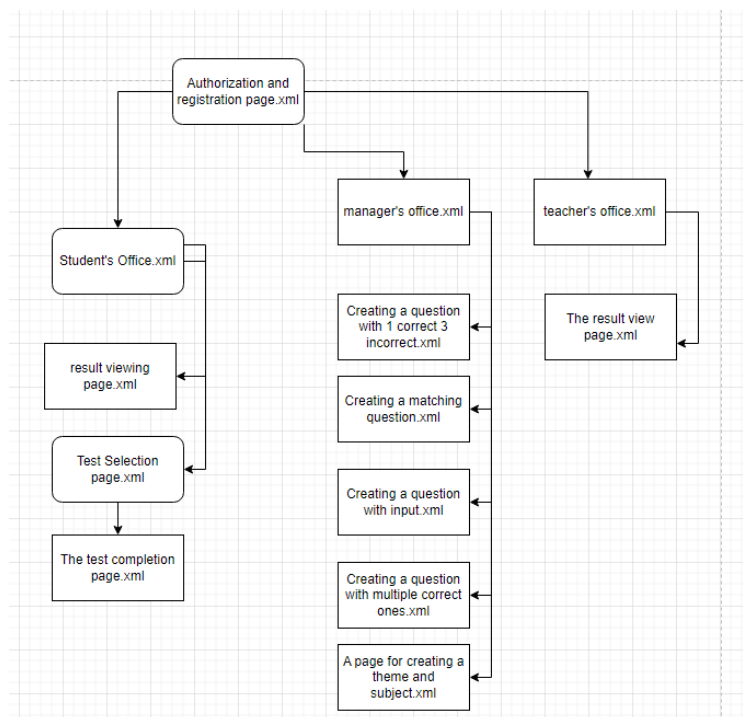 Authorization and
registration page.xml
manager's office.xml
teacher's office.xml
Student's Office.xml
Creating a question
with 1 correct 3
incorrect.xml
The result view
page.xml
result viewing
page.xml
Creating a matching
question.xml
Test Selection
page.xml
Creating a question
with input.xml
The test completion
page.xml
Creating a question
with multiple correct
ones.xml
A page for creating a
theme and
subject.xml